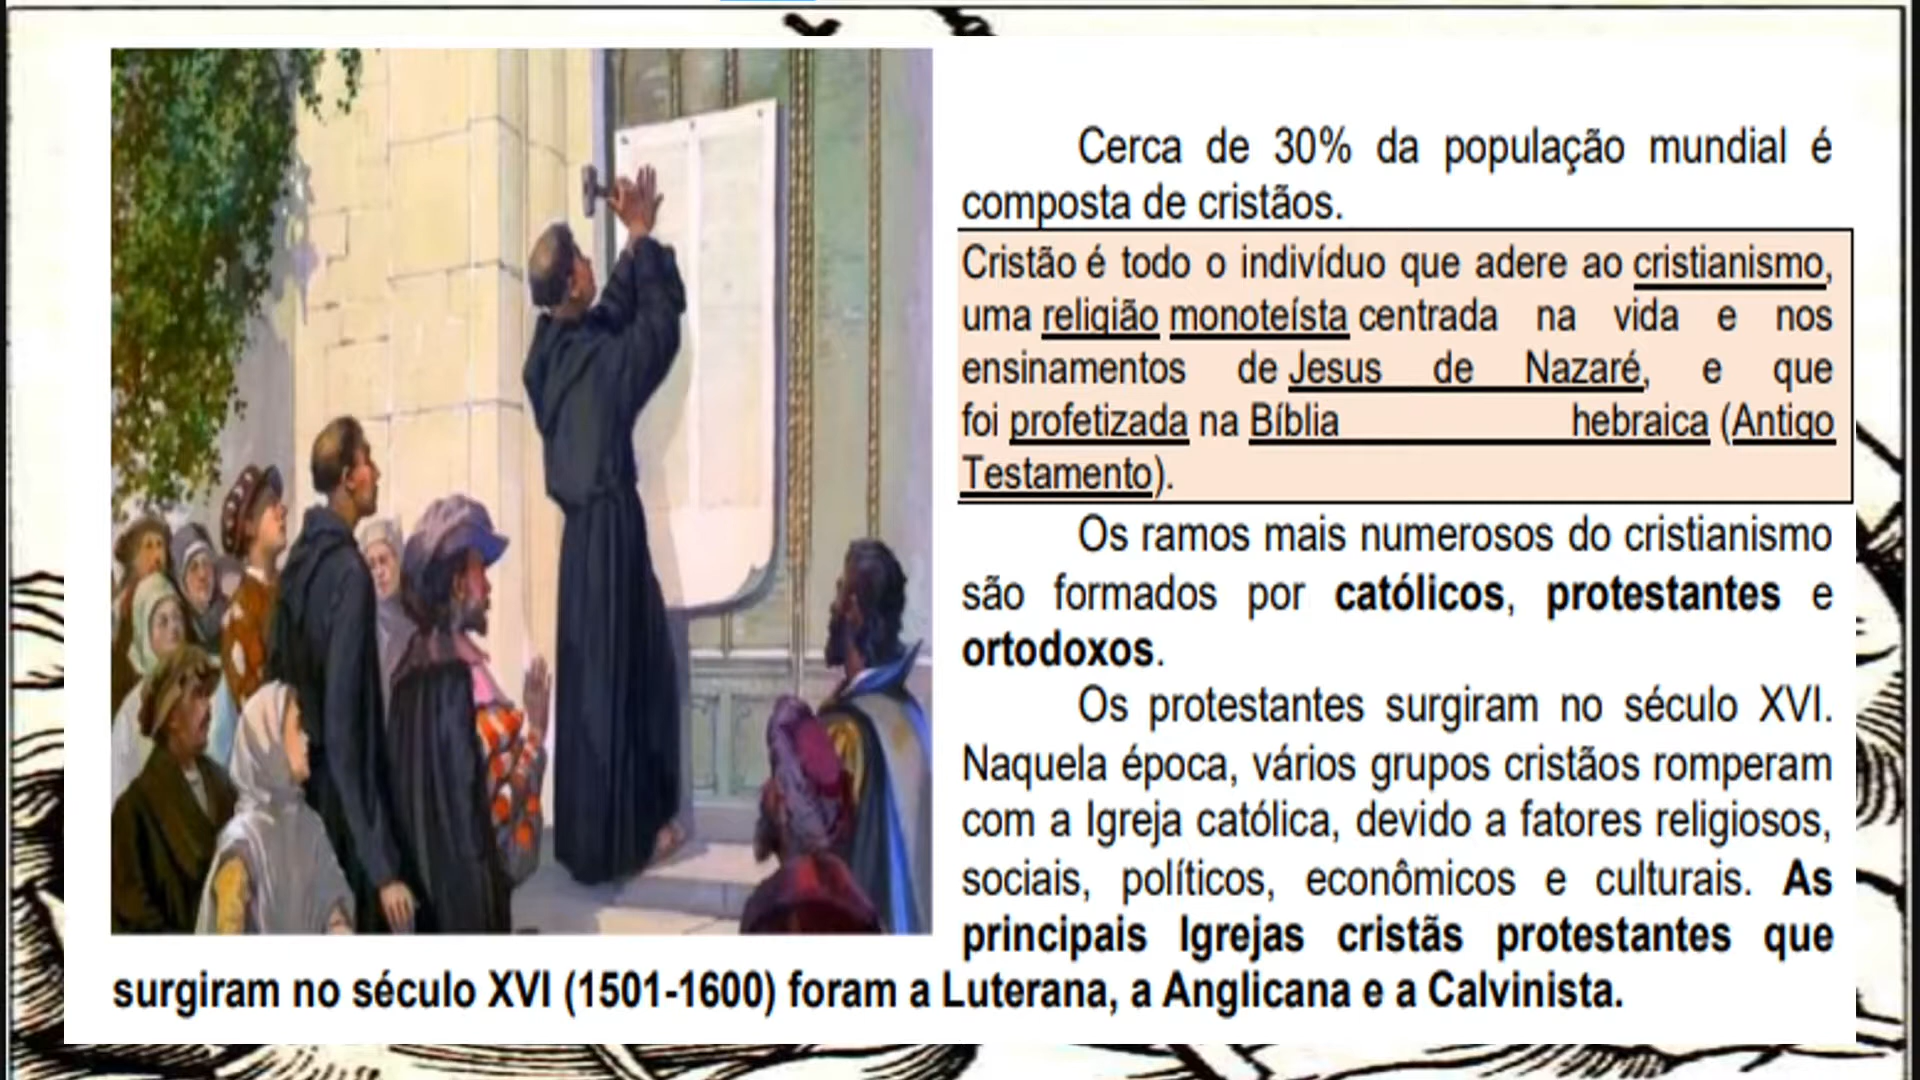 Cerca de 30% da população mundial é
composta de cristãos.
Cristão é todo o indivíduo que adere ao cristianismo,
uma religião monoteísta centrada na vida e nos
ensinamentos de Jesus de Nazaré, e que
foi profetizada na Bíblia hebraica (Antigo
Testamento).
Os ramos mais numerosos do cristianismo
são formados por católicos, protestantes e
ortodoxos.
Os protestantes surgiram no século XVI.
Naquela época, vários grupos cristãos romperam
com a Igreja católica, devido a fatores religiosos,
sociais, políticos, econômicos e culturais. As
principais Igrejas cristãs protestantes que
surgiram no século XVI (1501-1600) foram a Luterana, a Anglicana e a Calvinista.